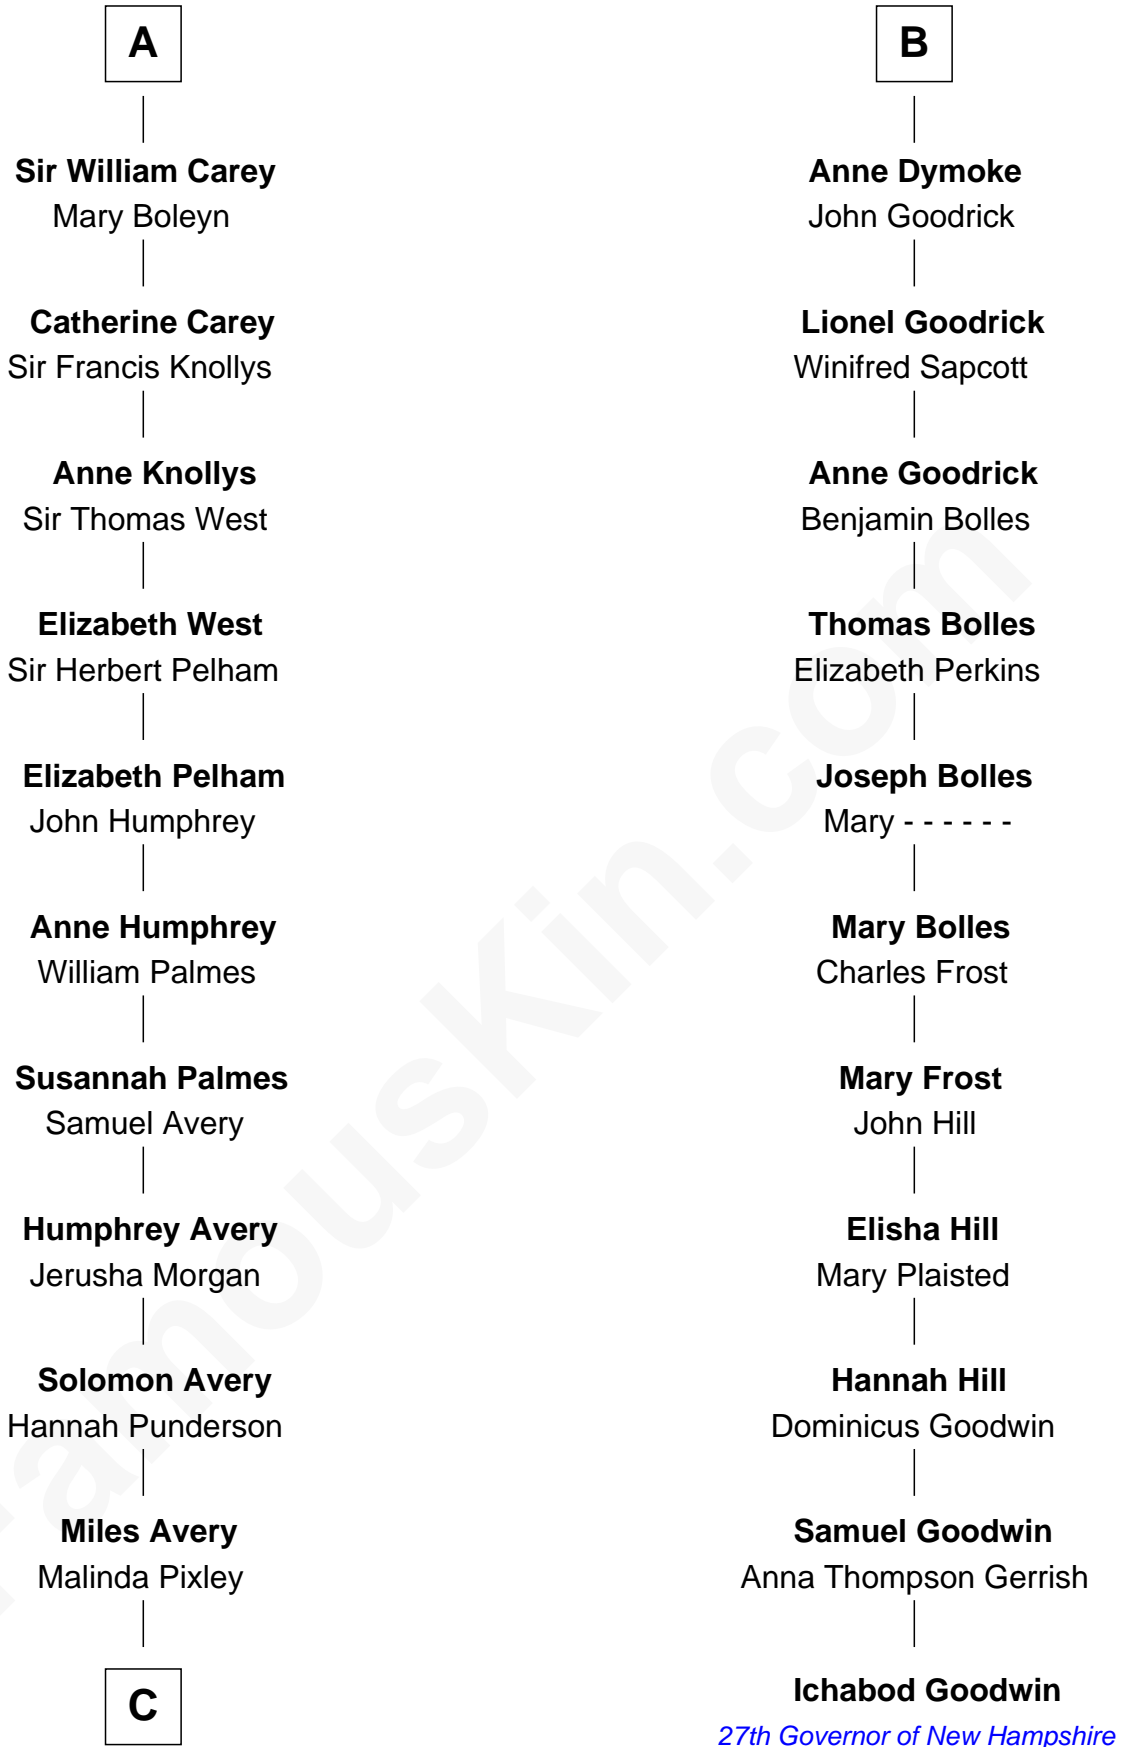 A
Sir William Carey
Mary Boleyn
Catherine Carey
Sir Francis Knollys
Anne Knollys
Sir Thomas West
Elizabeth West
Sir Herbert Pelham
Elizabeth Pelham
John Humphrey
Anne Humphrey
William Palmes
Susannah Palmes
Samuel Avery
Humphrey Avery
Jerusha Morgan
Solomon Avery
Hannah Punderson
Miles Avery
Malinda Pixley
C
B
Anne Dymoke
John Goodrick
Lionel Goodrick
Winifred Sapcott
Anne Goodrick
Benjamin Bolles
Thomas Bolles
Elizabeth Perkins
Joseph Bolles
Mary - - - - - -
Mary Bolles
Charles Frost
Mary Frost
John Hill
Elisha Hill
Mary Plaisted
Hannah Hill
Dominicus Goodwin
Samuel Goodwin
Anna Thompson Gerrish
Ichabod Goodwin
27th Governor of New Hampshire
FamousKin.com